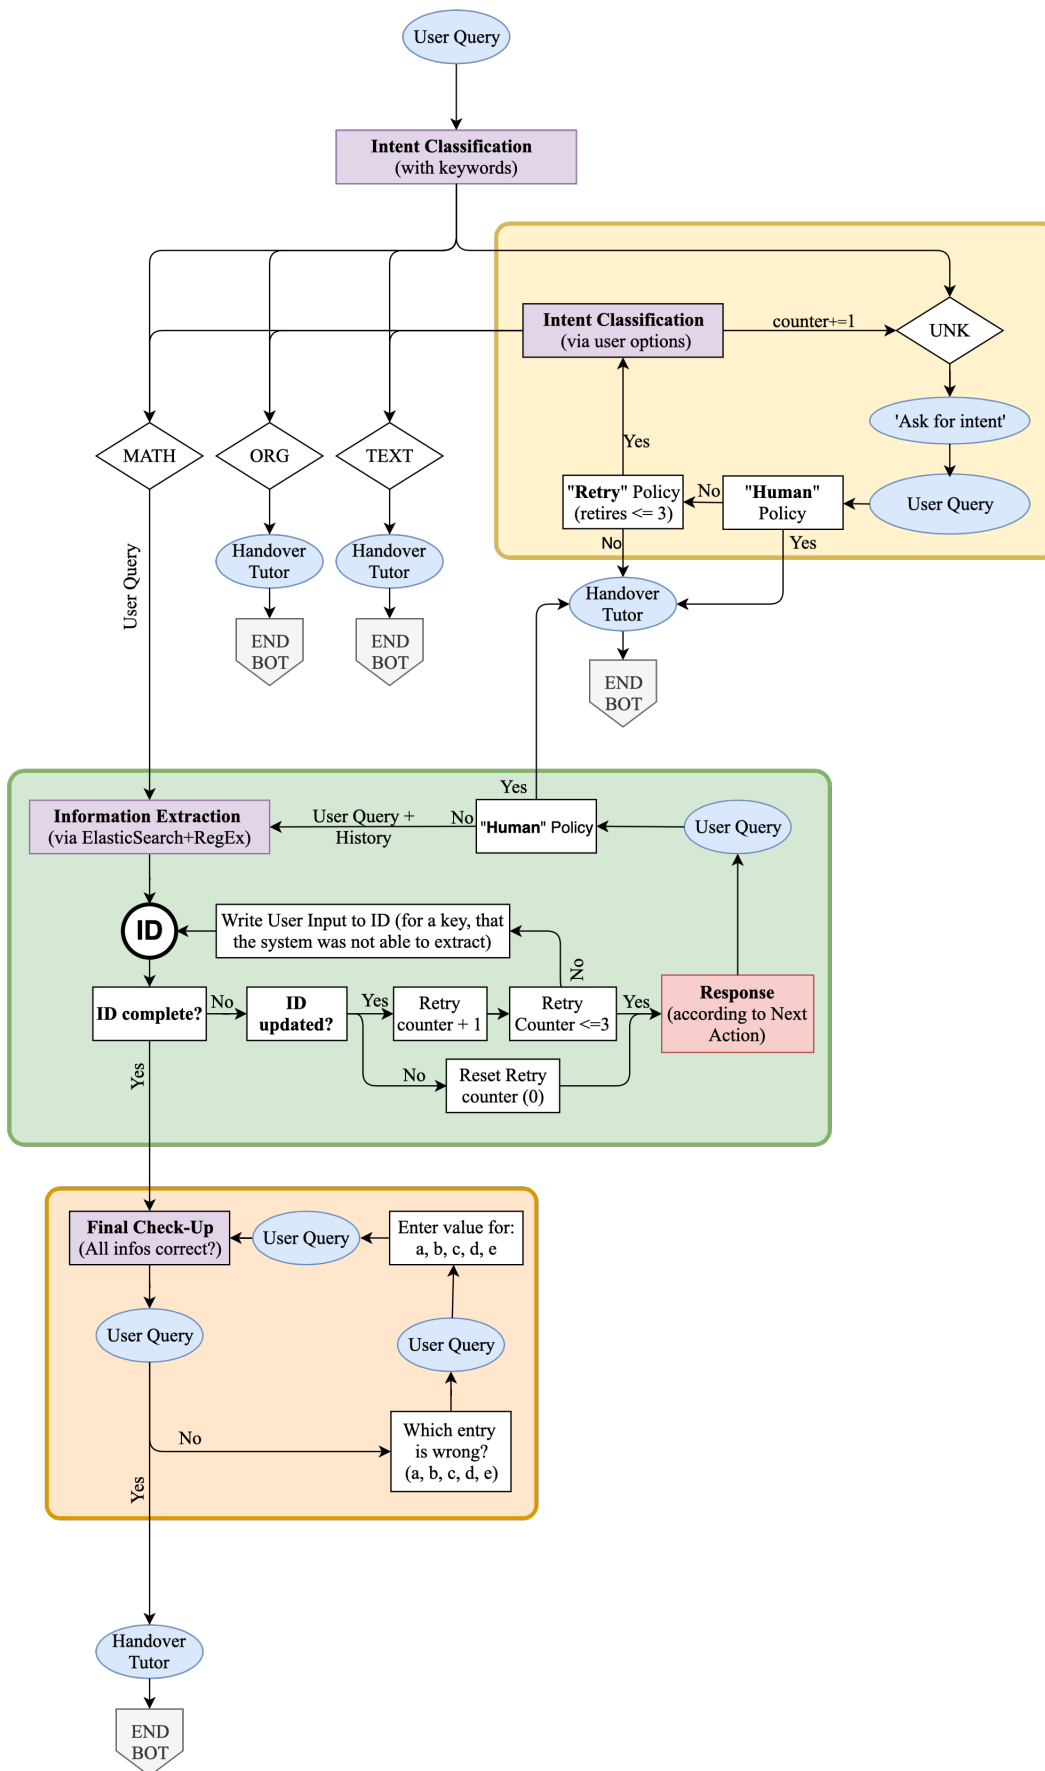 User Query
Intent Classification
(with keywords)
Intent Classification
(via user options)
counter+=1
UNK
'Ask for intent'
User Query
"Human"
Policy
No
Yes
"Retry" Policy
(retires <= 3)
Yes
No
MATH
ORG
TEXT
User Query
Handover
Tutor
Handover
Tutor
Handover
Tutor
END
BOT
END
BOT
END
BOT
Yes
Information Extraction
(via ElasticSearch+RegEx)
User Query +
History
No
"Human" Policy
User Query
ID
Write User Input to ID (for a key, that
the system was not able to extract)
No
ID complete?
No
ID
updated?
Yes
Retry
counter + 1
Retry
Counter <=3
Yes
Response
(according to Next
Action)
No
Reset Retry
counter (0)
Yes
Final Check-Up
(All infos correct?)
User Query
Enter value for:
a, b, c, d, e
User Query
User Query
No
Which entry
is wrong?
(a, b, c, d, e)
Yes
Handover
Tutor
END
BOT